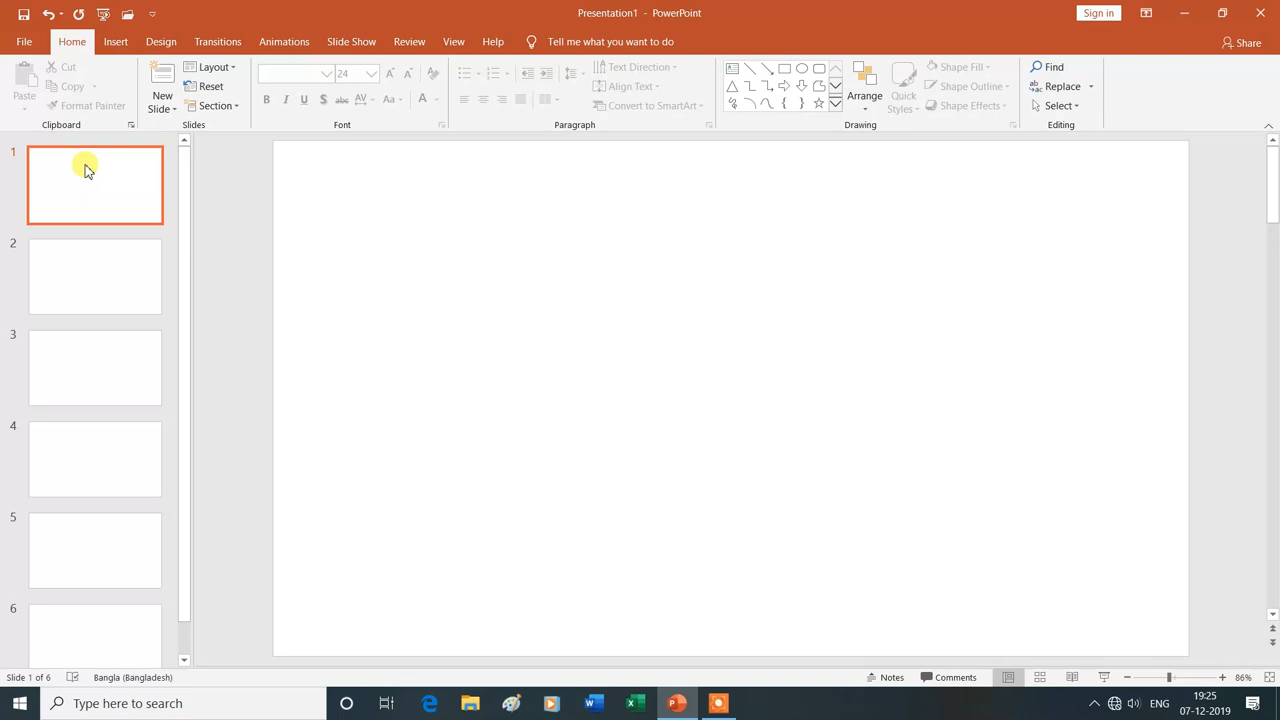 Presentation1 - PowerPoint
Sign in
File Home Insert Design Transitions Animations Slide Show Review View Help Tell me what you want to do Share
Paste
Cut
Copy
Format Painter
Clipboard
New Slide
Layout
Reset
Section
Slides
24
B I U S abc AV Aa A
Font
Text Direction
Align Text
Convert to SmartArt
Paragraph
Arrange
Quick Styles
Shape Fill
Shape Outline
Shape Effects
Drawing
Find
Replace
Select
Editing
1
2
3
4
5
6
Slide 1 of 6 Bangla (Bangladesh) Notes Comments 86%
Type here to search
ENG
19:25
07-12-2019